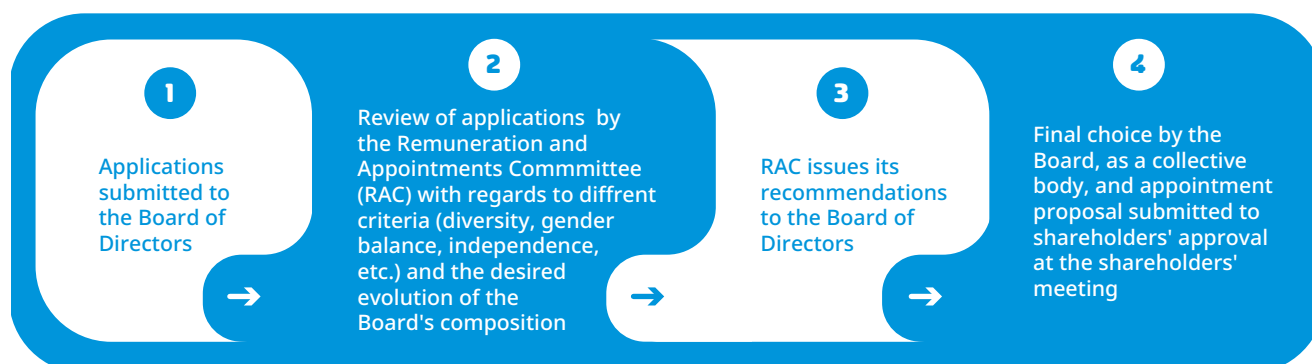 1
Applications
submitted to
the Board of
Directors
2
Review of applications by
the Remuneration and
Appointments Commmittee
(RAC) with regards to diffrent
criteria (diversity, gender
balance, independence,
etc.) and the desired
evolution of the
Board's composition
3
RAC issues its
recommendations
to the Board of
Directors
4
Final choice by the
Board, as a collective
body, and appointment
proposal submitted to
shareholders' approval
at the shareholders'
meeting